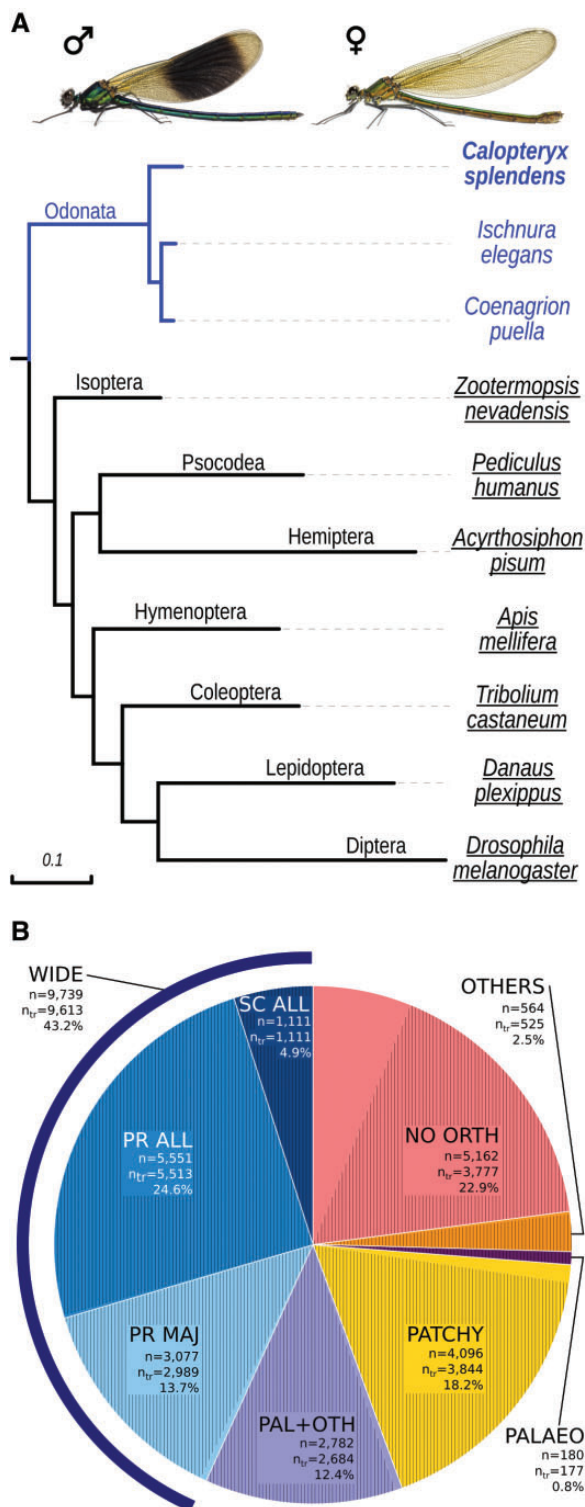 A
♂
♀
Odonata
Calopteryx
splendens
Ischnura
elegans
Coenagrion
puella
Isoptera
Zootermopsis
nevadensis
Psocodea
Pediculus
humanus
Hemiptera
Acyrthosiphon
pisum
Hymenoptera
Apis
mellifera
Coleoptera
Tribolium
castaneum
Lepidoptera
Danaus
plexippus
Diptera
Drosophila
melanogaster
0.1
B
WIDE
n=9,739
ntr=9,613
43.2%
SC ALL
n=1,111
ntr=1,111
4.9%
OTHERS
n=564
ntr=525
2.5%
PR ALL
n=5,551
ntr=5,513
24.6%
NO ORTH
n=5,162
ntr=3,777
22.9%
PR MAJ
n=3,077
ntr=2,989
13.7%
PATCHY
n=4,096
ntr=3,844
18.2%
PAL+OTH
n=2,782
ntr=2,684
12.4%
PALAEO
n=180
ntr=177
0.8%